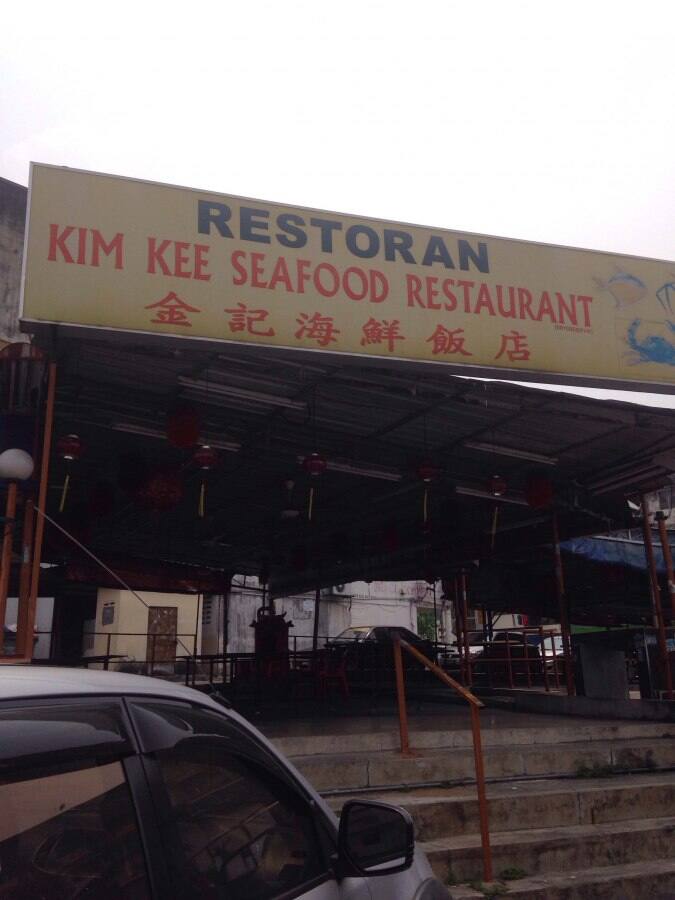 RESTORAN
KIM KEE SEAFOOD RESTAURANT
金記海鮮飯店